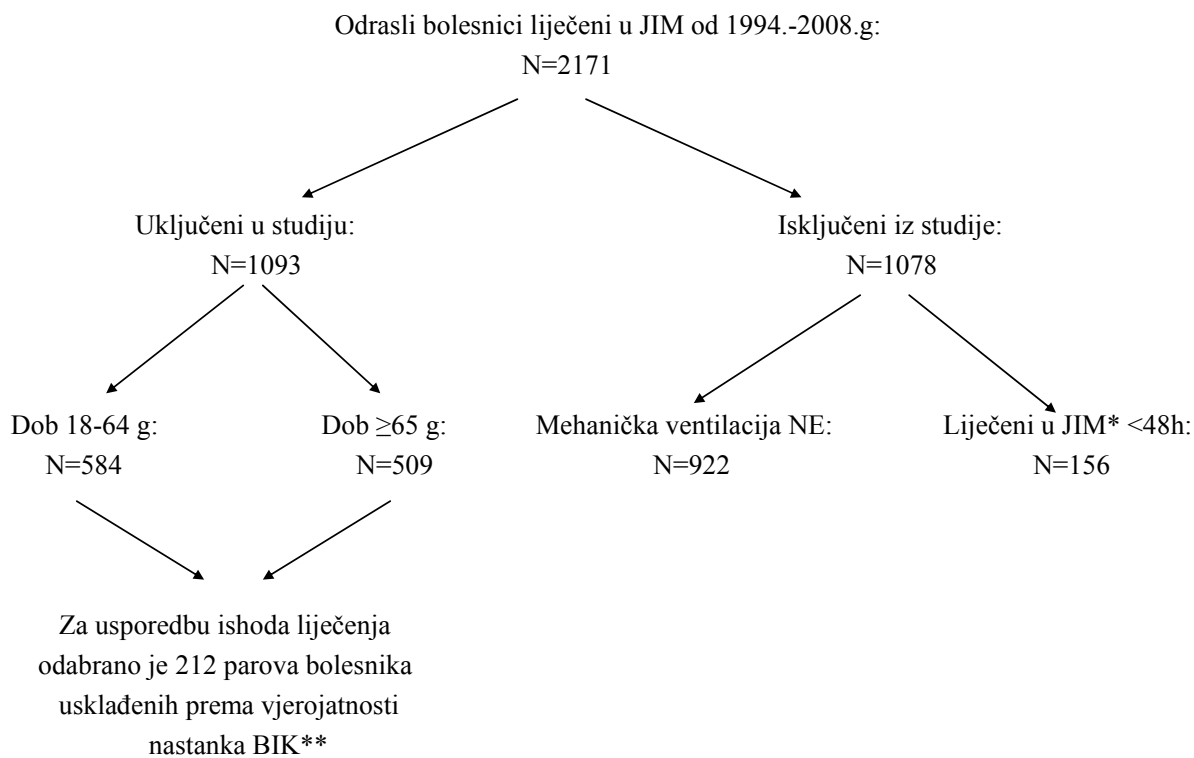 Odrasli bolesnici liječeni u JIM od 1994.-2008.g:
N=2171
Uključeni u studiju:
N=1093
Isključeni iz studije:
N=1078
Dob 18-64 g:
N=584
Dob ≥65 g:
N=509
Mehanička ventilacija NE:
N=922
Liječeni u JIM* <48h:
N=156
Za usporedbu ishoda liječenja
odabrano je 212 parova bolesnika
usklađenih prema vjerojatnosti
nastanka BIK**